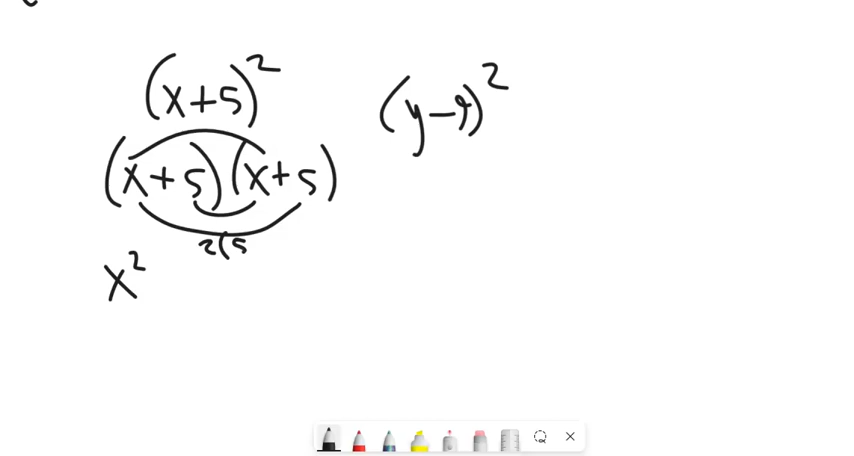 (x+5)² (y-9)²
(x+5)(x+5)
2(5
x²